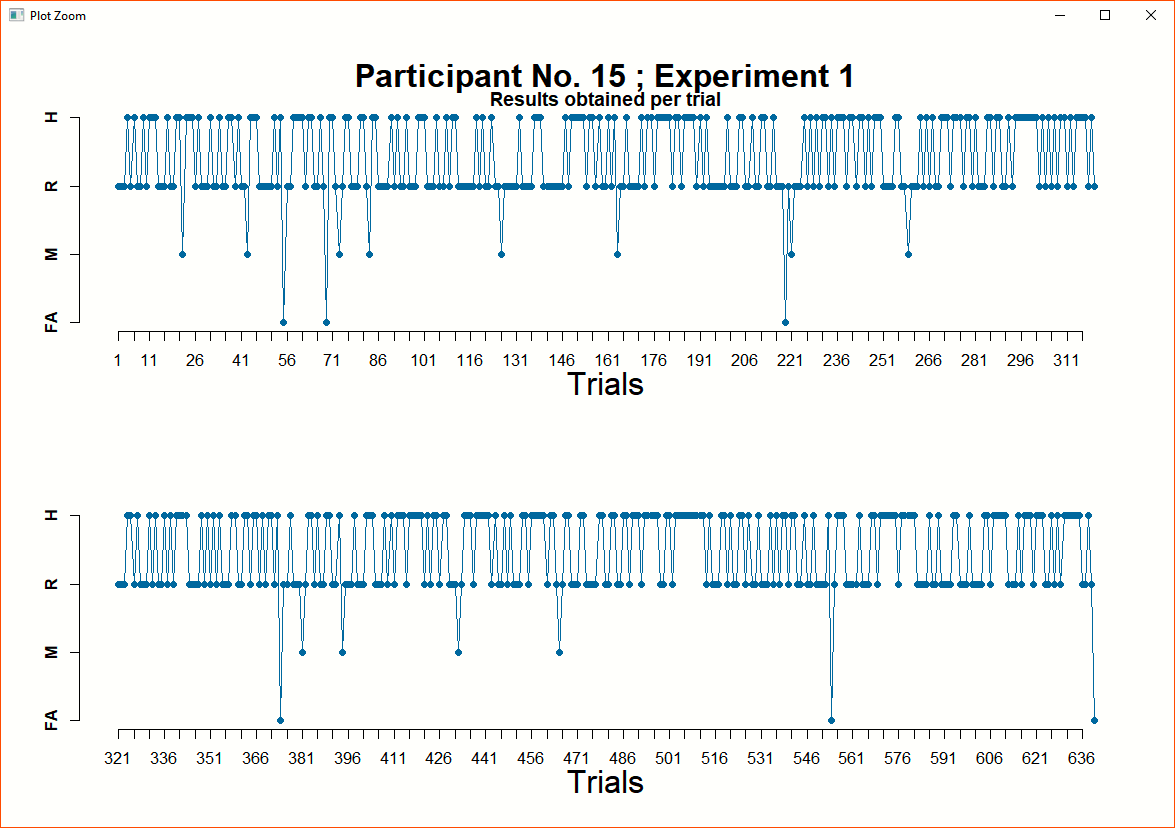 Plot Zoom
Participant No. 15 ; Experiment 1
Results obtained per trial
H
R
M
FA
1 11 26 41 56 71 86 101 116 131 146 161 176 191 206 221 236 251 266 281 296 311
Trials
H
R
M
FA
321 336 351 366 381 396 411 426 441 456 471 486 501 516 531 546 561 576 591 606 621 636
Trials